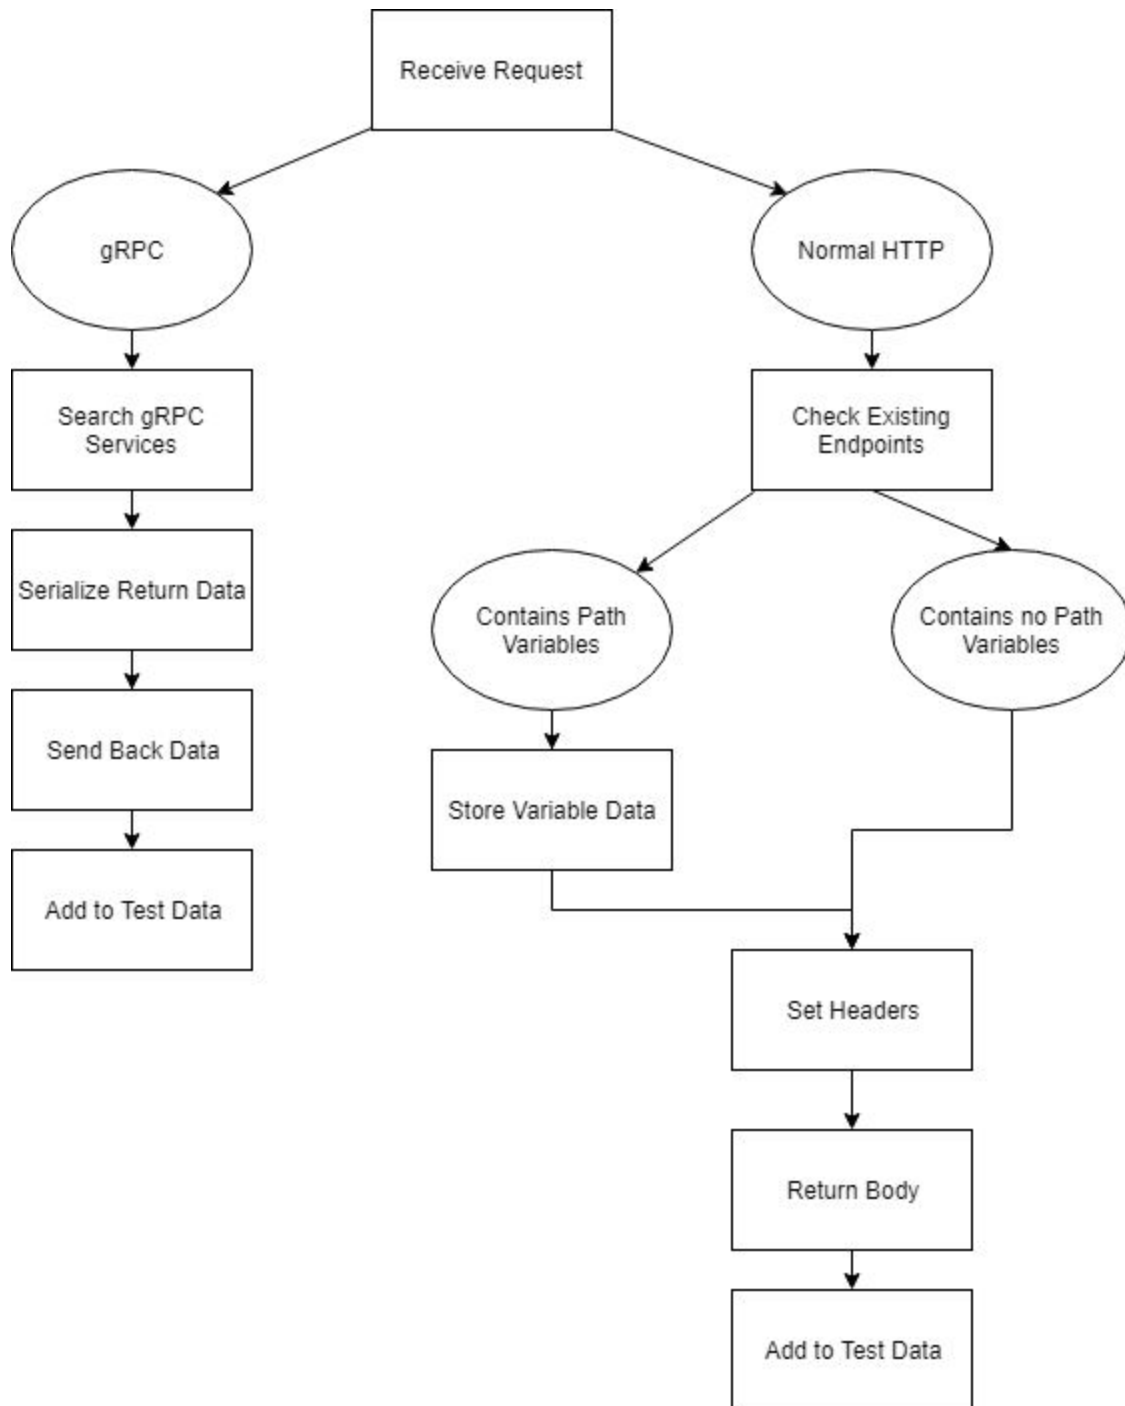 Receive Request
gRPC
Normal HTTP
Search gRPC
Services
Check Existing
Endpoints
Serialize Return Data
Contains Path
Variables
Contains no Path
Variables
Send Back Data
Store Variable Data
Add to Test Data
Set Headers
Return Body
Add to Test Data